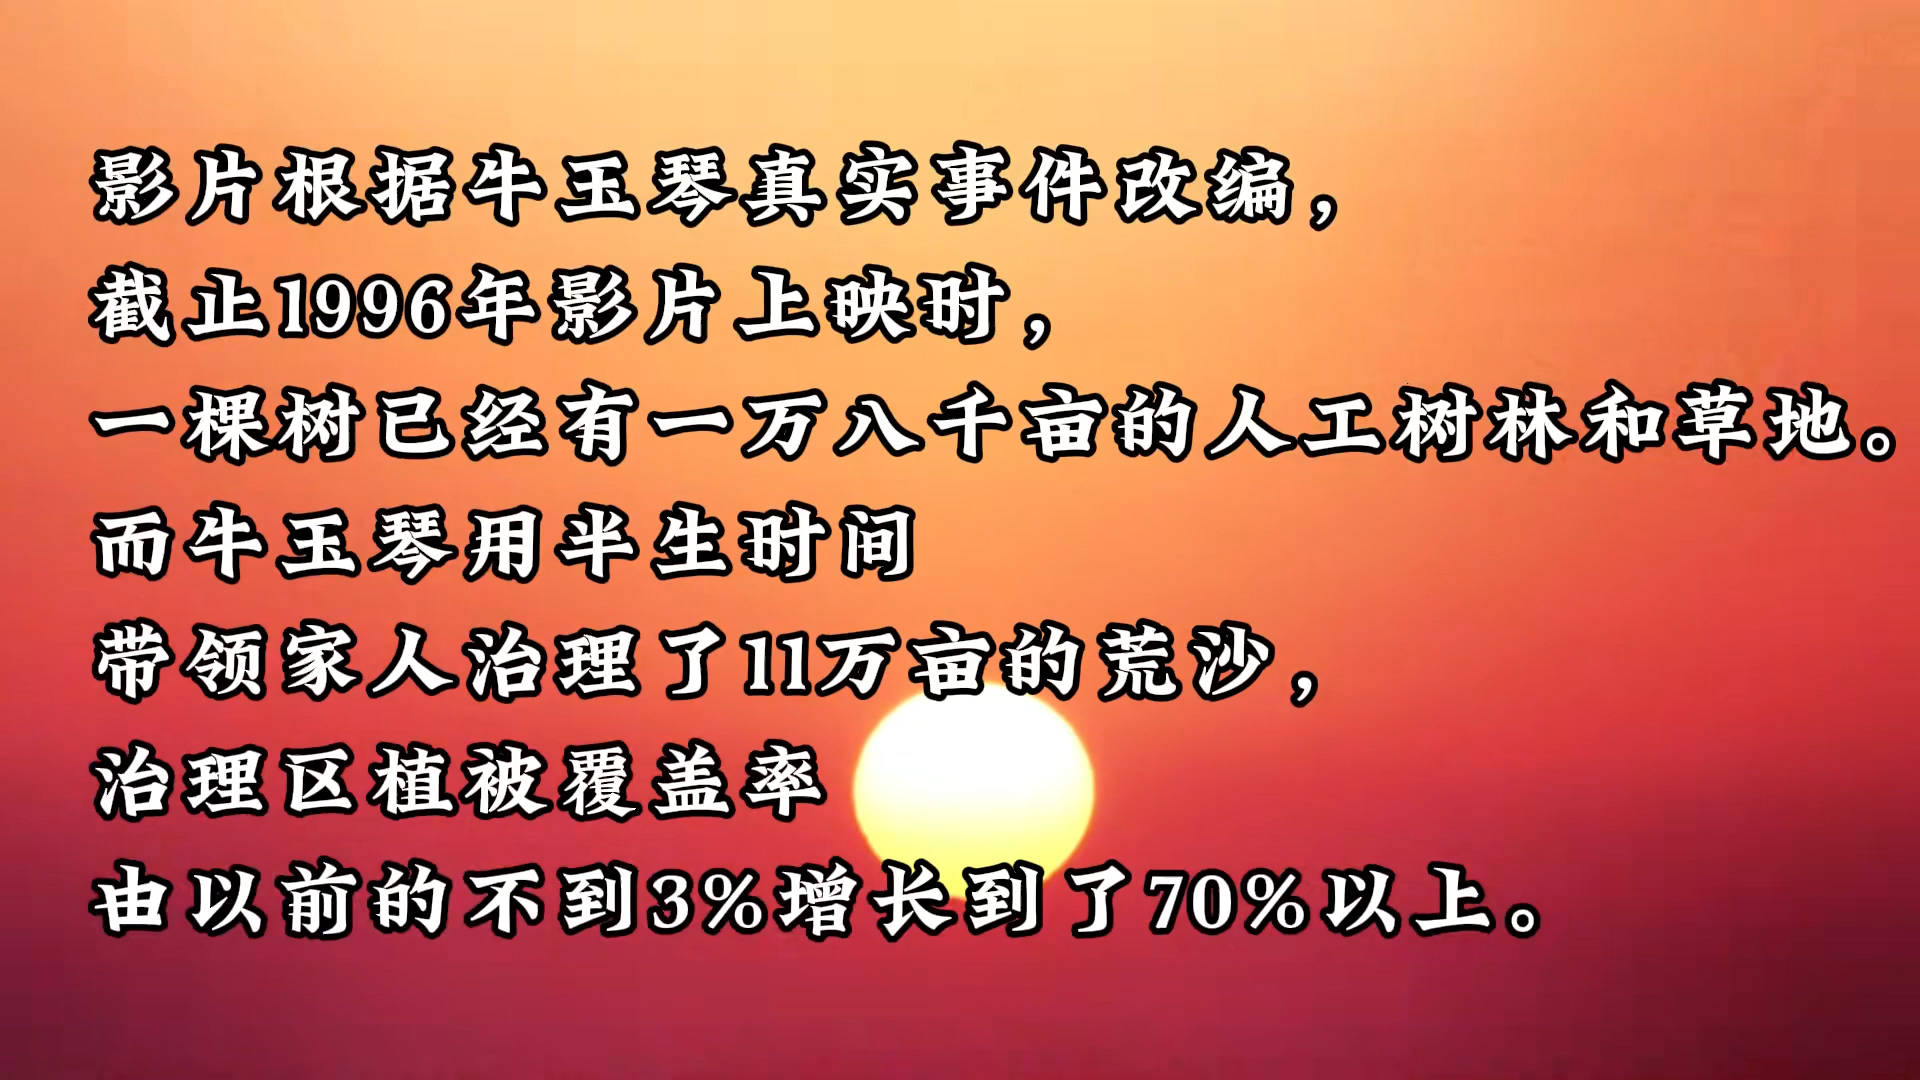 影片根据牛玉琴真实事件改编，
截止1996年影片上映时，
一棵树已经有一万八千亩的人工树林和草地。
而牛玉琴用半生时间
带领家人治理了11万亩的荒沙，
治理区植被覆盖率
由以前的不到3%增长到了70%以上。